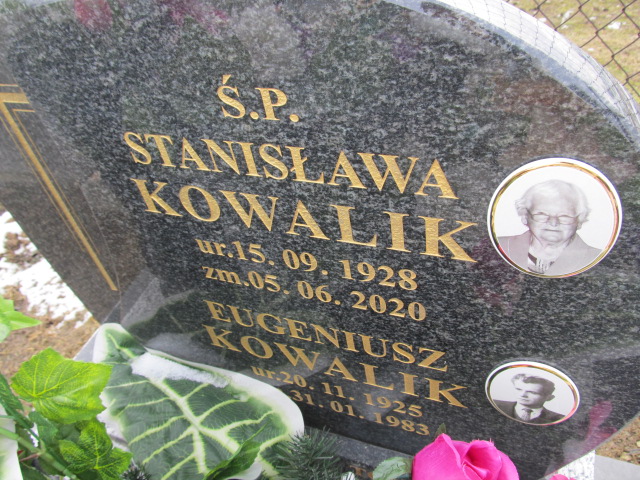 Ś.P.
STANISŁAWA
KOWALIK
ur.15. 09. 1928
zm.05. 06. 2020
EUGENIUSZ
KOWALIK
ur.20. 11. 1925
31. 01. 1983